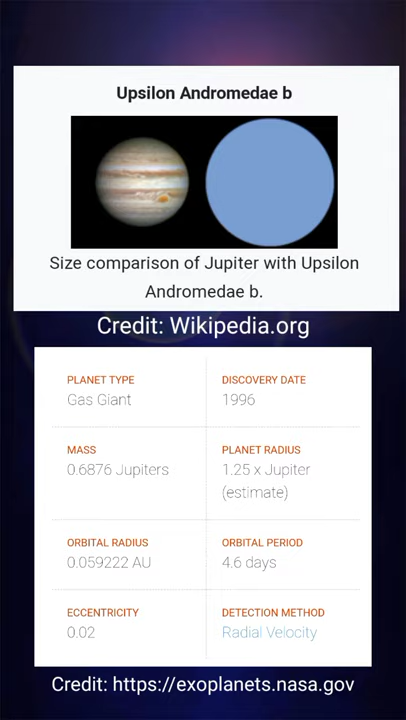 Upsilon Andromedae b
Size comparison of Jupiter with Upsilon
Andromedae b.
Credit: Wikipedia.org
PLANET TYPE
Gas Giant
DISCOVERY DATE
1996
MASS
0.6876 Jupiters
PLANET RADIUS
1.25 x Jupiter
(estimate)
ORBITAL RADIUS
0.059222 AU
ORBITAL PERIOD
4.6 days
ECCENTRICITY
0.02
DETECTION METHOD
Radial Velocity
Credit: https://exoplanets.nasa.gov